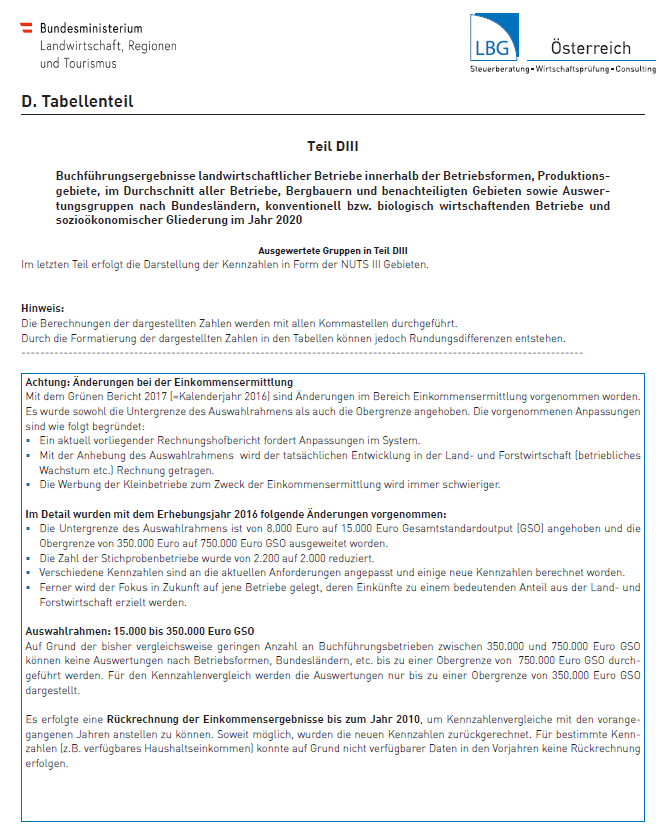 Bundesministerium
Landwirtschaft, Regionen
und Tourismus
LBG
Österreich
Steuerberatung – Wirtschaftsprüfung – Consulting
D. Tabellenteil
Teil DIII
Buchführungsergebnisse landwirtschaftlicher Betriebe innerhalb der Betriebsformen, Produktions-
gebiete, im Durchschnitt aller Betriebe, Bergbauern und benachteiligten Gebieten sowie Auswer-
tungsgruppen nach Bundesländern, konventionell bzw. biologisch wirtschaftenden Betriebe und
sozioökonomischer Gliederung im Jahr 2020
Ausgewertete Gruppen in Teil DIII
Im letzten Teil erfolgt die Darstellung der Kennzahlen in Form der NUTS III Gebieten.
Hinweis:
Die Berechnungen der dargestellten Zahlen werden mit allen Kommastellen durchgeführt.
Durch die Formatierung der dargestellten Zahlen in den Tabellen können jedoch Rundungsdifferenzen entstehen.
Achtung: Änderungen bei der Einkommensermittlung
Mit dem Grünen Bericht 2017 (=Kalenderjahr 2016) sind Änderungen im Bereich Einkommensermittlung vorgenommen worden.
Es wurde sowohl die Untergrenze des Auswahlrahmens als auch die Obergrenze angehoben. Die vorgenommenen Anpassungen
sind wie folgt begründet:
▪ Ein aktuell vorliegender Rechnungshofbericht fordert Anpassungen im System.
▪ Mit der Anhebung des Auswahlrahmens wird der tatsächlichen Entwicklung in der Land- und Forstwirtschaft (betriebliches
Wachstum etc.) Rechnung getragen.
▪ Die Werbung der Kleinbetriebe zum Zweck der Einkommensermittlung wird immer schwieriger.
Im Detail wurden mit dem Erhebungsjahr 2016 folgende Änderungen vorgenommen:
▪ Die Untergrenze des Auswahlrahmens ist von 8.000 Euro auf 15.000 Euro Gesamtstandardoutput (GSO) angehoben und die
Obergrenze von 350.000 Euro auf 750.000 Euro GSO ausgeweitet worden.
▪ Die Zahl der Stichprobenbetriebe wurde von 2.200 auf 2.000 reduziert.
▪ Verschiedene Kennzahlen sind an die aktuellen Anforderungen angepasst und einige neue Kennzahlen berechnet worden.
▪ Ferner wird der Fokus in Zukunft auf jene Betriebe gelegt, deren Einkünfte zu einem bedeutenden Anteil aus der Land- und
Forstwirtschaft erzielt werden.
Auswahlrahmen: 15.000 bis 350.000 Euro GSO
Auf Grund der bisher vergleichsweise geringen Anzahl an Buchführungsbetrieben zwischen 350.000 und 750.000 Euro GSO
können keine Auswertungen nach Betriebsformen, Bundesländern, etc. bis zu einer Obergrenze von 750.000 Euro GSO durch-
geführt werden. Für den Kennzahlenvergleich werden die Auswertungen nur bis zu einer Obergrenze von 350.000 Euro GSO
dargestellt.
Es erfolgte eine Rückrechnung der Einkommensergebnisse bis zum Jahr 2010, um Kennzahlenvergleiche mit den vorange-
gangenen Jahren anstellen zu können. Soweit möglich, wurden die neuen Kennzahlen zurückgerechnet. Für bestimmte Kenn-
zahlen (z.B. verfügbares Haushaltseinkommen) konnte auf Grund nicht verfügbarer Daten in den Vorjahren keine Rückrechnung
erfolgen.